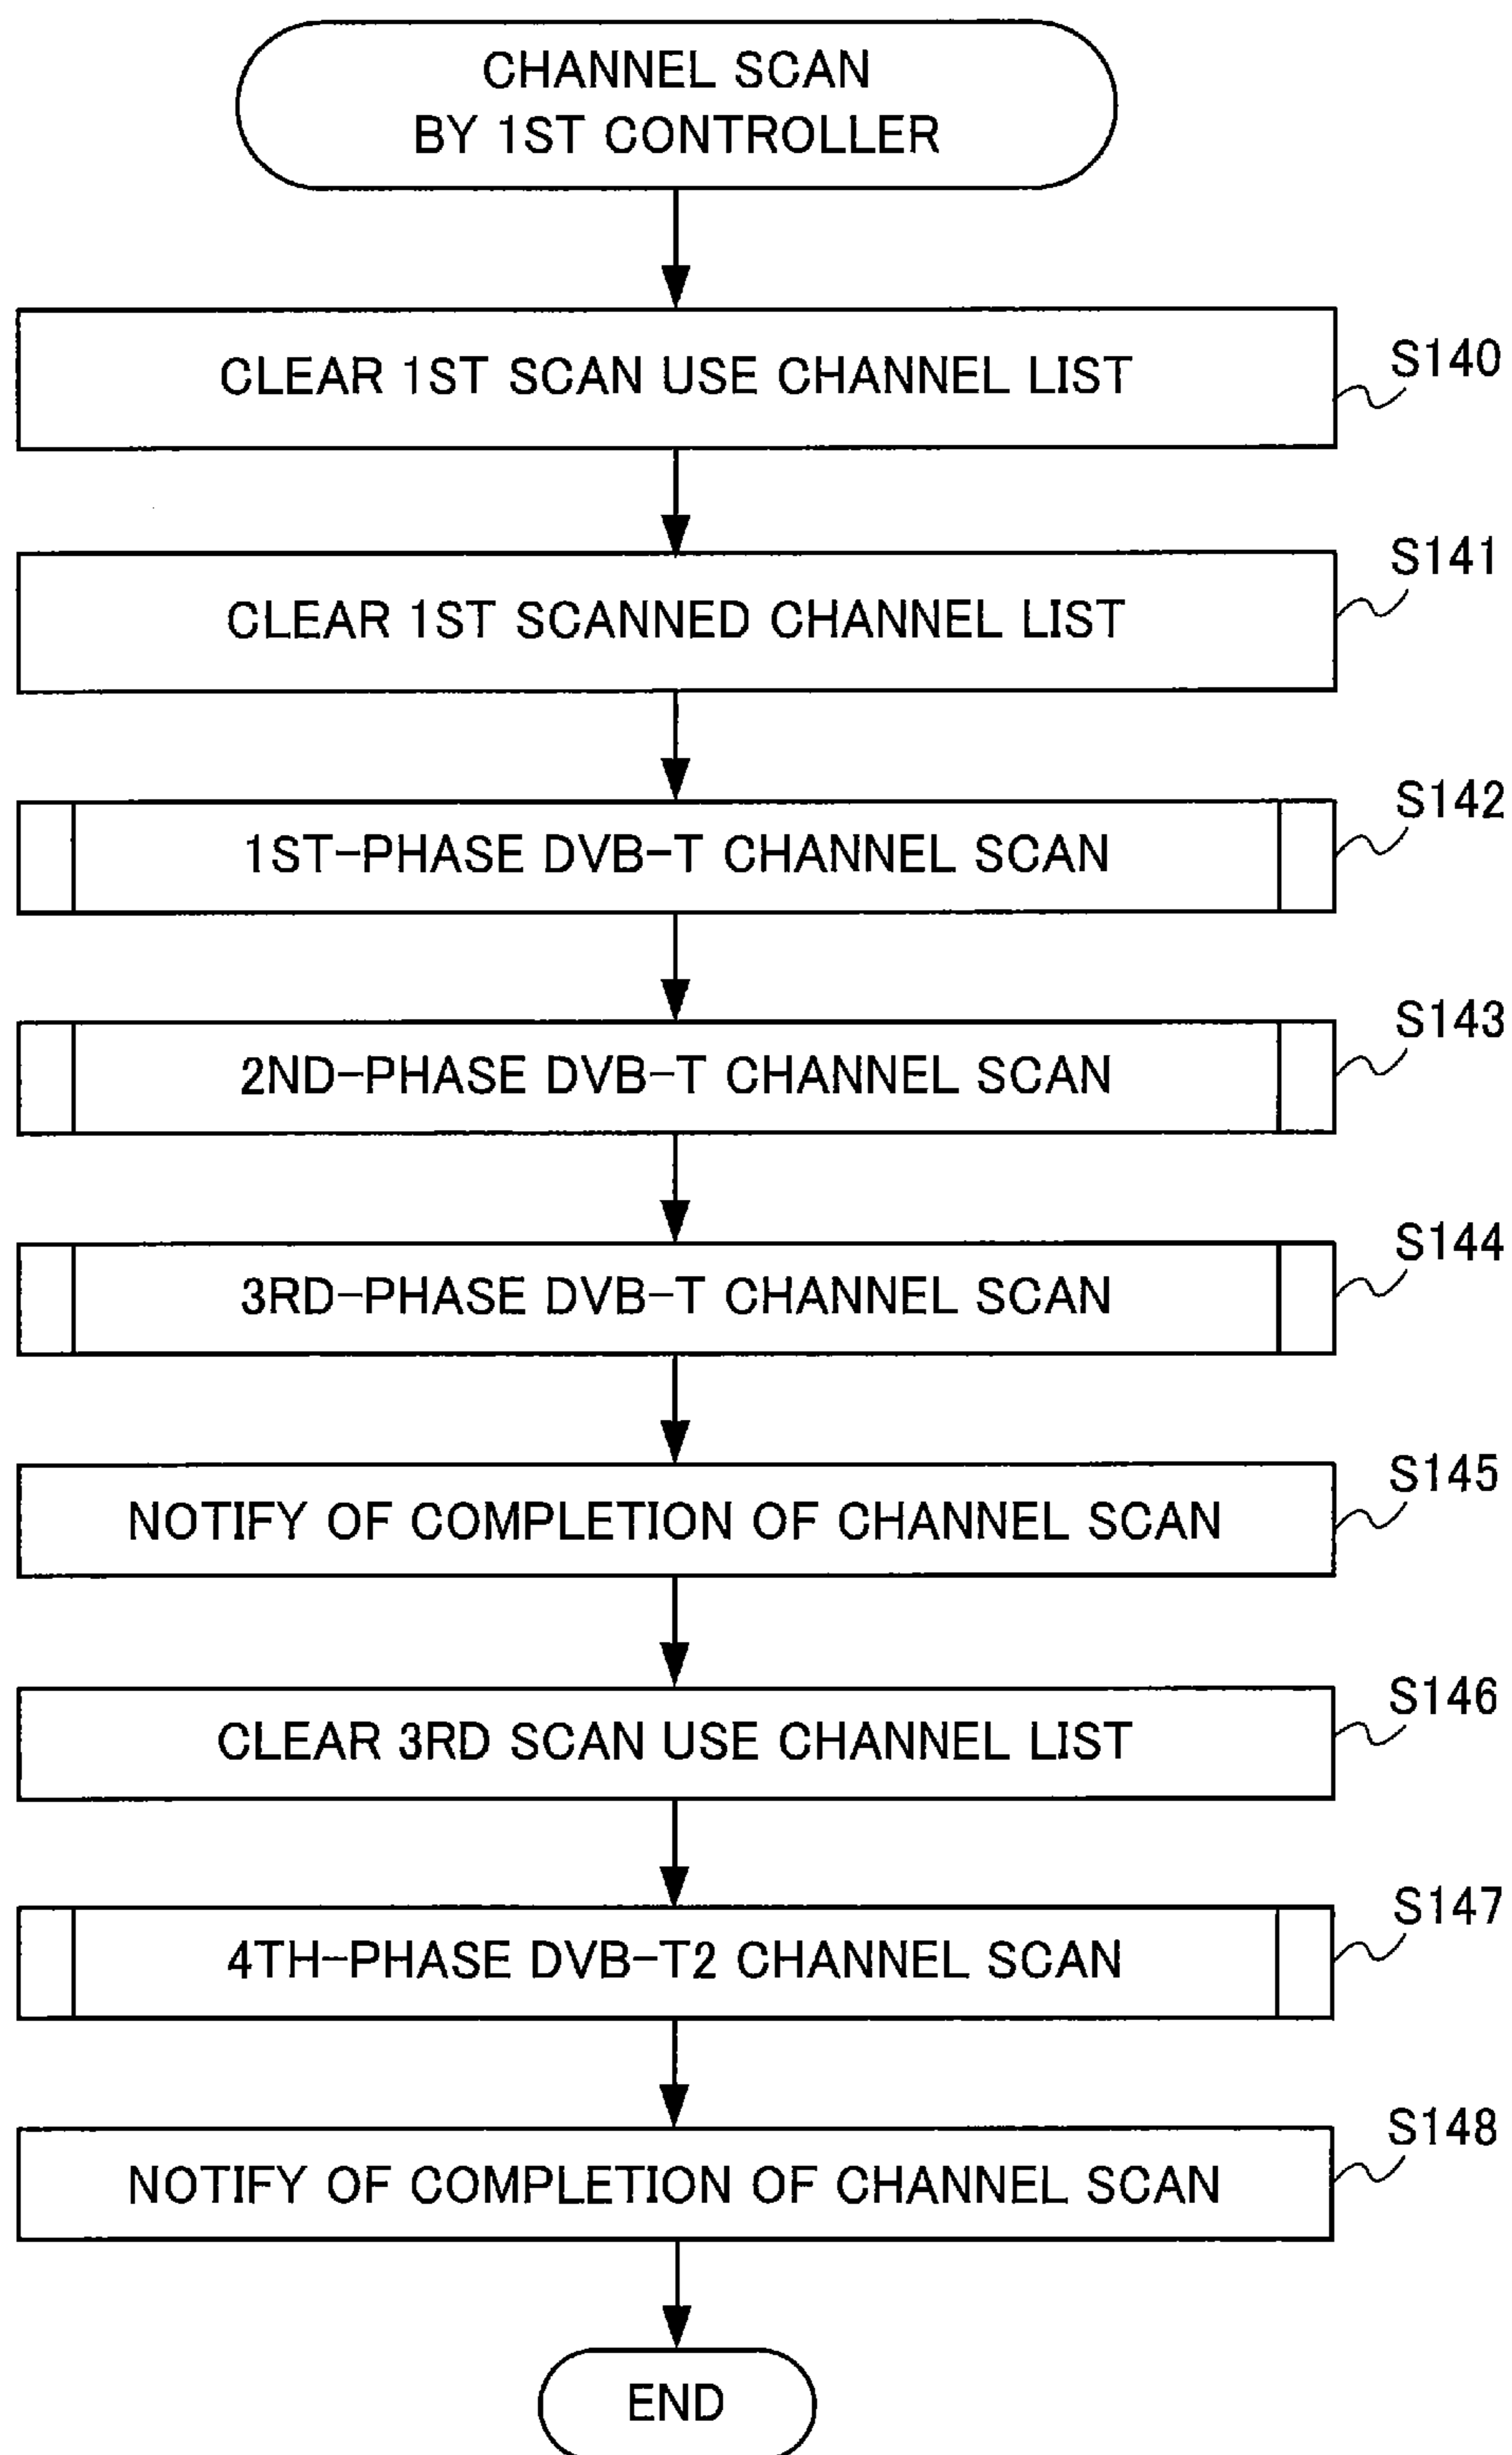 CHANNEL SCAN
BY 1ST CONTROLLER
CLEAR 1ST SCAN USE CHANNEL LIST
S140
CLEAR 1ST SCANNED CHANNEL LIST
S141
1ST-PHASE DVB-T CHANNEL SCAN
S142
2ND-PHASE DVB-T CHANNEL SCAN
S143
3RD-PHASE DVB-T CHANNEL SCAN
S144
NOTIFY OF COMPLETION OF CHANNEL SCAN
S145
CLEAR 3RD SCAN USE CHANNEL LIST
S146
4TH-PHASE DVB-T2 CHANNEL SCAN
S147
NOTIFY OF COMPLETION OF CHANNEL SCAN
S148
END